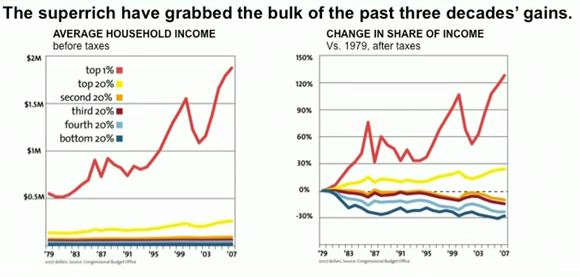 The superrich have grabbed the bulk of the past three decades' gains.
AVERAGE HOUSEHOLD INCOME
before taxes
$2M
$1.5M
$1M
$0.5M
top 1%
top 20%
second 20%
third 20%
fourth 20%
bottom 20%
'79 '83 '87 '91 '95 '99 '03 '07
2007 dollars. Source: Congressional Budget Office
CHANGE IN SHARE OF INCOME
Vs. 1979, after taxes
150%
120%
90%
60%
30%
0%
-30%
'79 '83 '87 '91 '95 '99 '03 '07
2007 dollars. Source: Congressional Budget Office